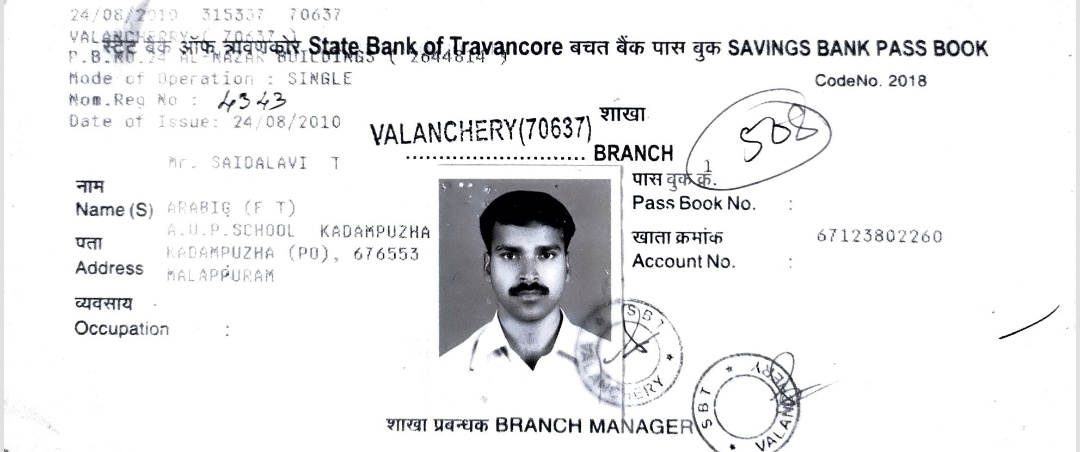 24/08/2010 315337 70637
VALANCHERY ( 70637 )
स्टेट बैंक ऑफ त्रावणकोर State Bank of Travancore बचत बैंक पास बुक SAVINGS BANK PASS BOOK
P.B.NO.24 AL-NAZAK BUILDINGS ( 2644814 )
Mode of Operation : SINGLE
CodeNo. 2018
Nom.Reg No : 4343
Date of Issue: 24/08/2010
VALANCHERY(70637) शाखा
BRANCH
508
Mr. SAIDALAVI T
नाम
Name (S) ARABIG (F T)
A.U.P.SCHOOL KADAMPUZHA
पता
Address KADAMPUZHA (PO), 676553
MALAPPURAM
व्यवसाय
Occupation :
1
पास बुक क्रं.
Pass Book No. :
खाता क्रमांक 67123802260
Account No. :
SBT
VALANCHERY
शाखा प्रबन्धक BRANCH MANAGER
SBT
VALANCHERY